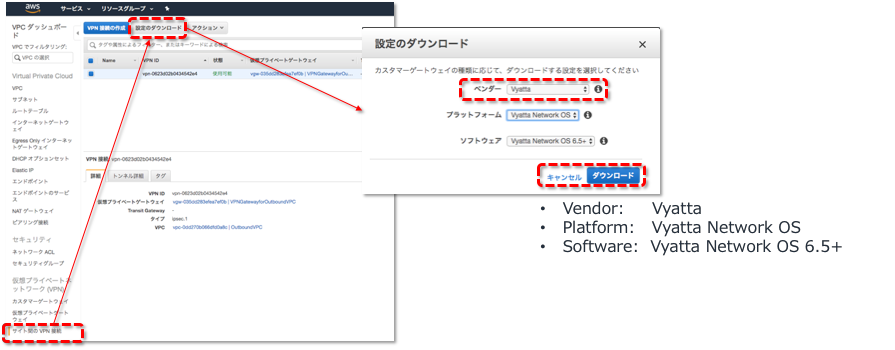 aws
サービス
リソースグループ
VPC ダッシュボード
VPC でフィルタリング:
VPC の選択
Virtual Private Cloud
VPC
サブネット
ルートテーブル
インターネットゲートウェイ
Egress Only インターネットゲートウェイ
DHCP オプションセット
Elastic IP
エンドポイント
エンドポイントのサービス
NAT ゲートウェイ
ピアリング接続
セキュリティ
ネットワーク ACL
セキュリティグループ
仮想プライベートネットワーク (VPN)
カスタマーゲートウェイ
仮想プライベートゲートウェイ
サイト間の VPN 接続
VPN 接続の作成
設定のダウンロード
アクション
タグや属性によるフィルター、またはキーワードによる検索
Name
VPN ID
状態
仮想プライベートゲートウェイ
vpn-0623d02b0434542e4
使用可能
VPN 接続: vpn-0623d02b0434542e4
詳細
トンネル詳細
タグ
VPN ID vpn-0623d02b0434542e4
仮想プライベートゲートウェイ
Transit Gateway -
タイプ ipsec.1
VPC
設定のダウンロード
カスタマーゲートウェイの種類に応じて、ダウンロードする設定を選択してください
ベンダー Vyatta
プラットフォーム Vyatta Network OS
ソフトウェア Vyatta Network OS 6.5+
キャンセル ダウンロード
• Vendor: Vyatta
• Platform: Vyatta Network OS
• Software: Vyatta Network OS 6.5+